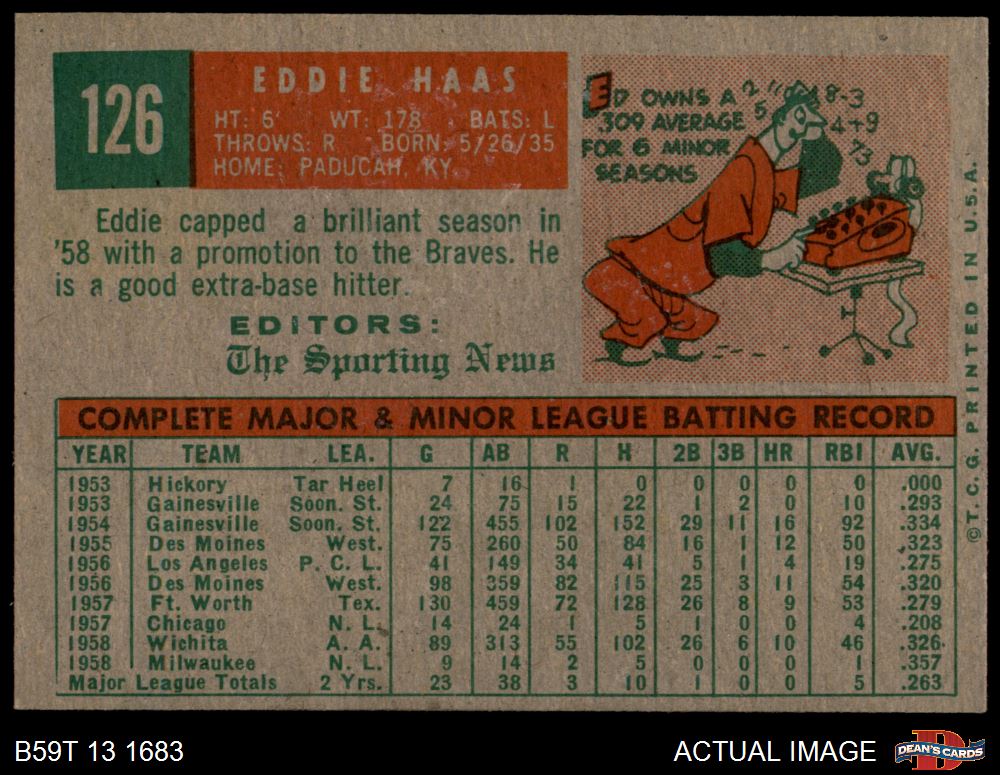 126
EDDIE HAAS
HT: 6' WT: 178 BATS: L
THROWS: R BORN: 5/26/35
HOME: PADUCAH, KY.
Eddie capped a brilliant season in
'58 with a promotion to the Braves. He
is a good extra-base hitter.
EDITORS:
The Sporting News
ED OWNS A
.309 AVERAGE
FOR 6 MINOR
SEASONS
2 " 4 8-3
5 4+9
73
COMPLETE MAJOR & MINOR LEAGUE BATTING RECORD
YEAR TEAM LEA. G AB R H 2B 3B HR RBI AVG.
1953 Hickory Tar Heel 7 16 1 0 0 0 0 0 .000
1953 Gainesville Soon. St. 24 75 15 22 1 2 0 10 .293
1954 Gainesville Soon. St. 122 455 102 152 29 11 16 92 .334
1955 Des Moines West. 75 260 50 84 16 1 12 50 .323
1956 Los Angeles P. C. L. 41 149 34 41 5 1 4 19 .275
1956 Des Moines West. 98 359 82 115 25 3 11 54 .320
1957 Ft. Worth Tex. 130 459 72 128 26 8 9 53 .279
1957 Chicago N. L. 14 24 1 5 1 0 0 4 .208
1958 Wichita A. A. 89 313 55 102 26 6 10 46 .326
1958 Milwaukee N. L. 9 14 2 5 0 0 0 1 .357
Major League Totals 2 Yrs. 23 38 3 10 1 0 0 5 .263
© T. C. G. PRINTED IN U.S.A.
B59T 13 1683
ACTUAL IMAGE
D
DEAN'S CARDS